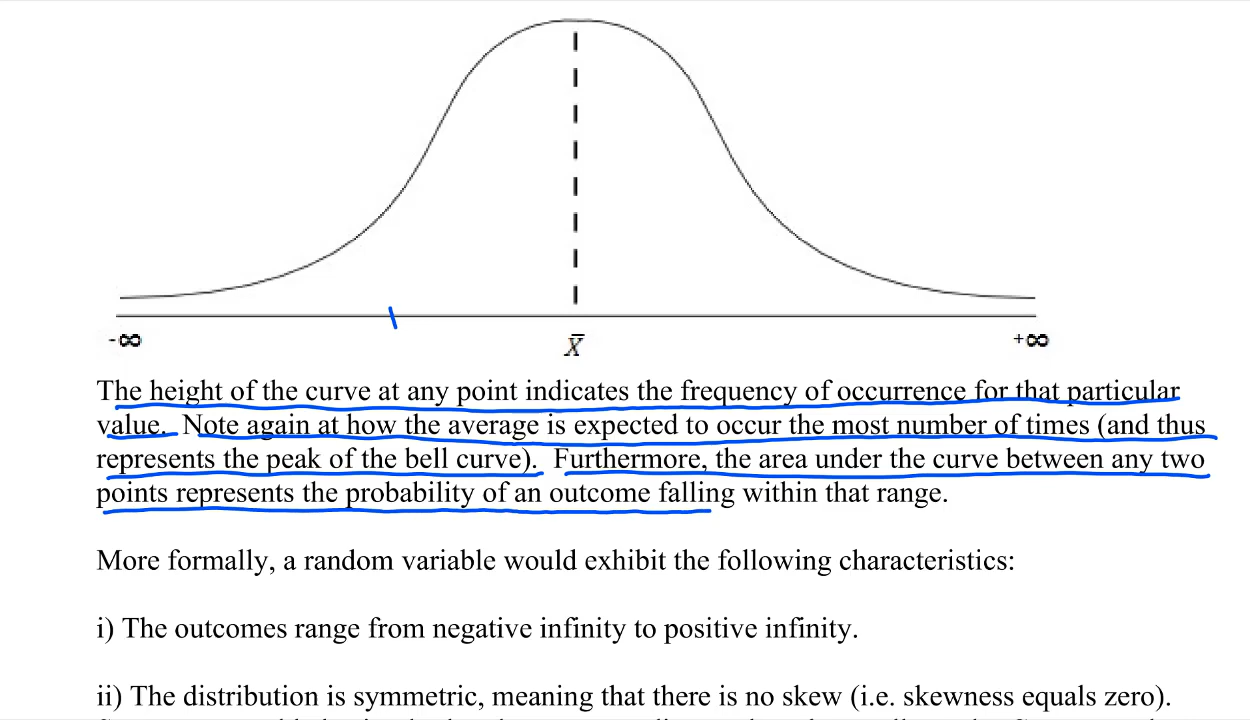 -∞ X̄ +∞
The height of the curve at any point indicates the frequency of occurrence for that particular
value. Note again at how the average is expected to occur the most number of times (and thus
represents the peak of the bell curve). Furthermore, the area under the curve between any two
points represents the probability of an outcome falling within that range.
More formally, a random variable would exhibit the following characteristics:
i) The outcomes range from negative infinity to positive infinity.
ii) The distribution is symmetric, meaning that there is no skew (i.e. skewness equals zero).